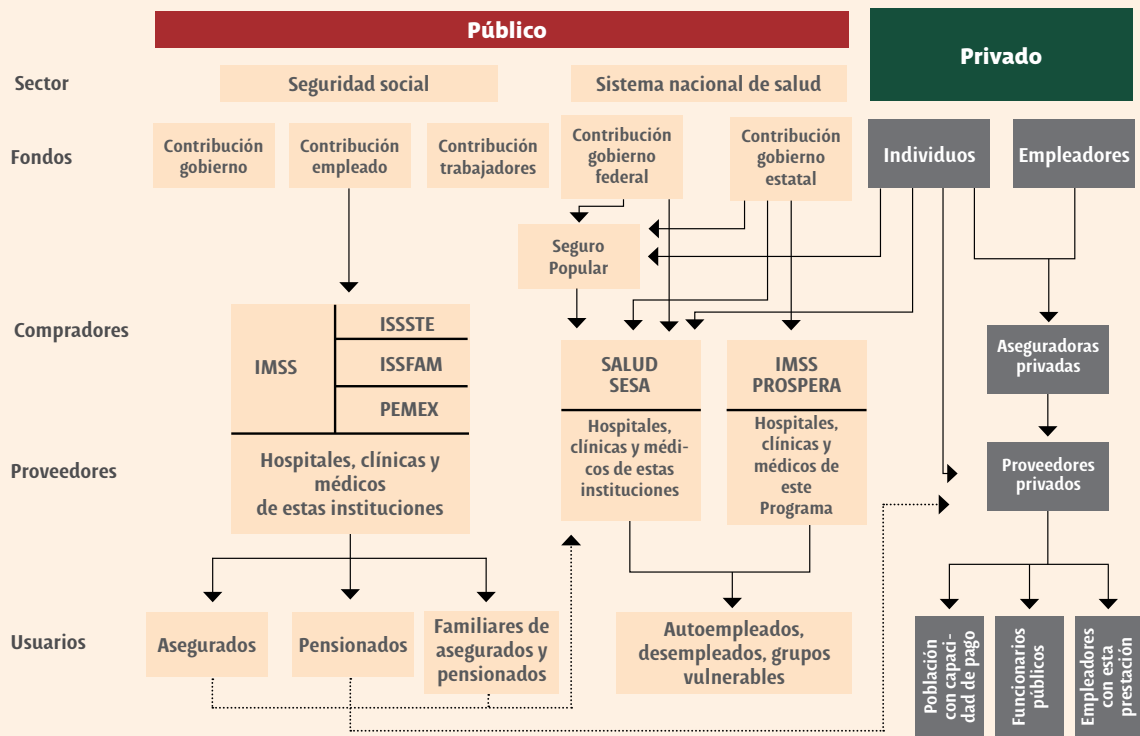 Público
Privado
Sector
Seguridad social
Sistema nacional de salud
Fondos
Contribución
gobierno
Contribución
empleado
Contribución
trabajadores
Contribución
gobierno
federal
Contribución
gobierno
estatal
Individuos
Empleadores
Seguro
Popular
Compradores
IMSS
ISSSTE
ISSFAM
PEMEX
SALUD
SESA
IMSS
PROSPERA
Aseguradoras
privadas
Proveedores
Hospitales, clínicas y
médicos
de estas instituciones
Hospitales,
clínicas y médi-
cos de estas
instituciones
Hospitales,
clínicas y
médicos de
este
Programa
Proveedores
privados
Usuarios
Asegurados
Pensionados
Familiares de
asegurados y
pensionados
Autoempleados,
desempleados, grupos
vulnerables
Población
con capaci-
dad de pago
Funcionarios
públicos
Empleadores
con esta
prestación